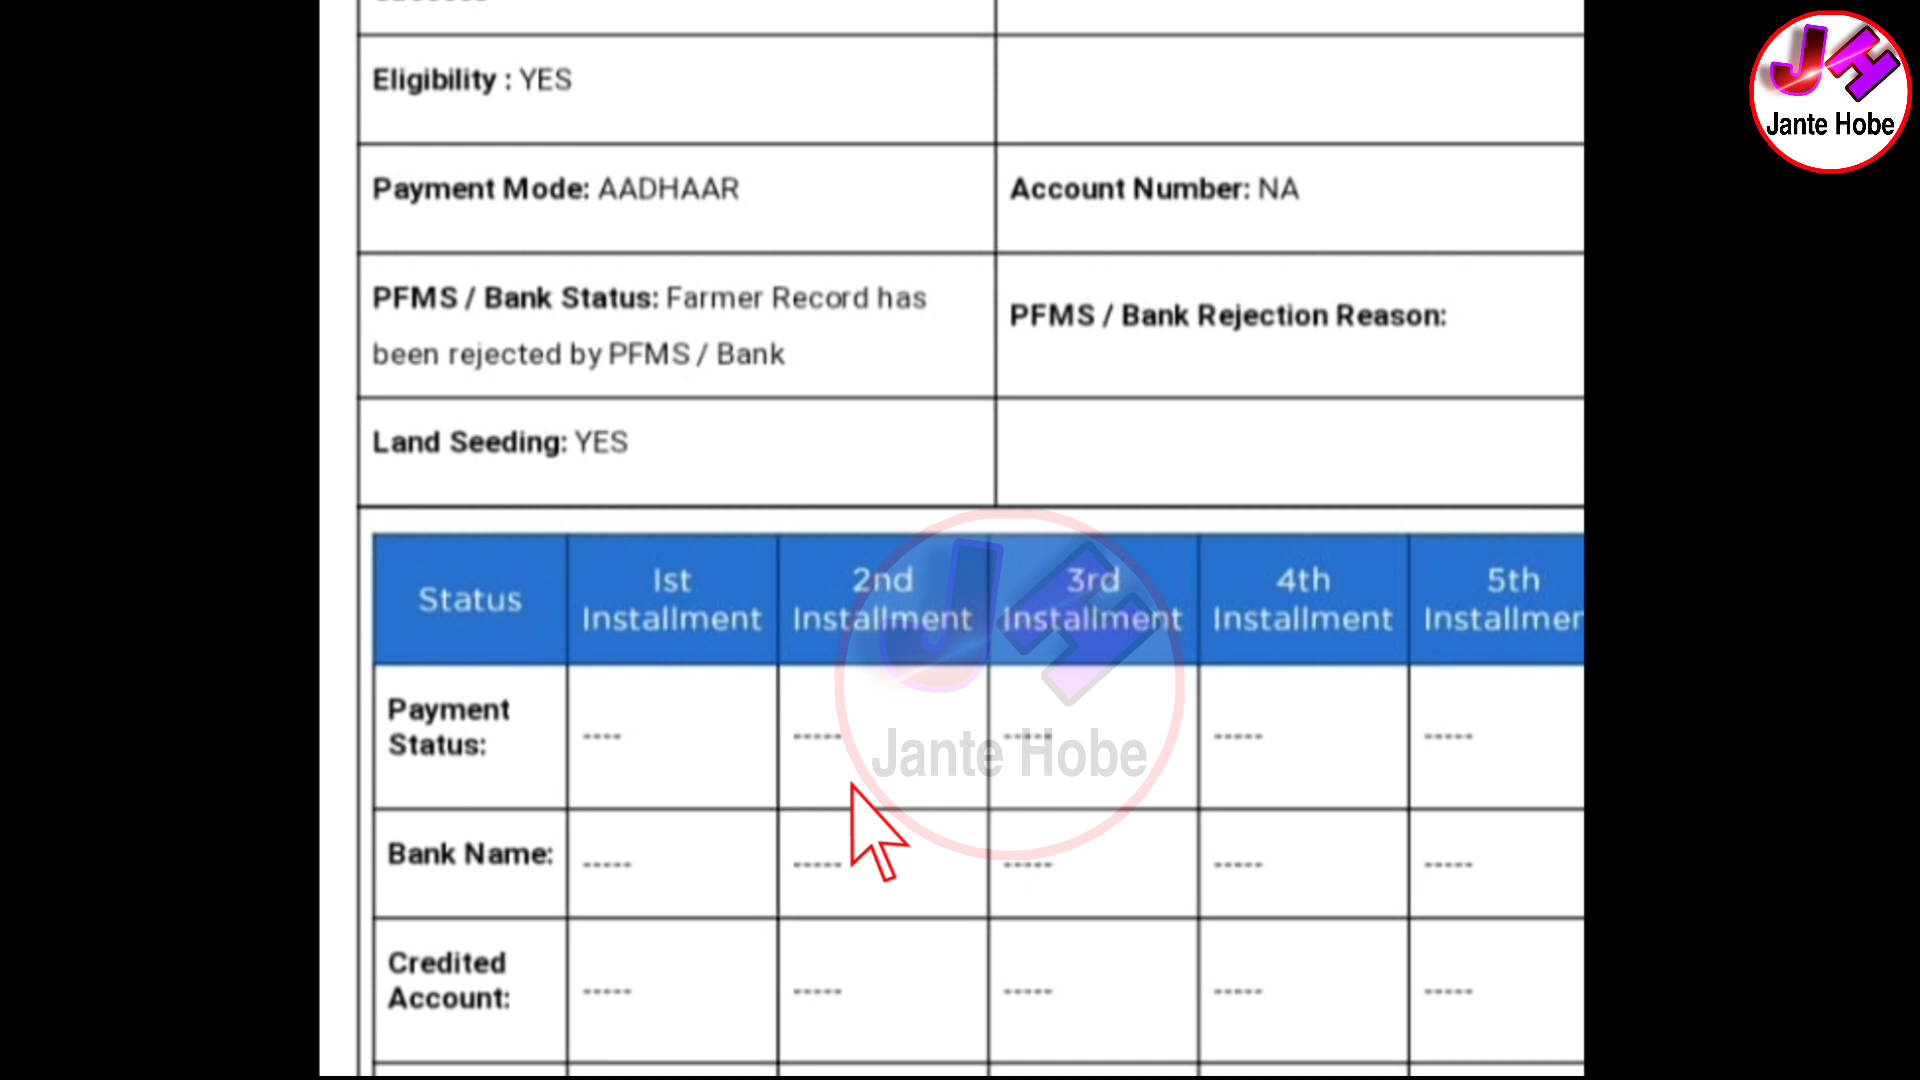 Eligibility : YES
Payment Mode: AADHAAR
Account Number: NA
PFMS / Bank Status: Farmer Record has
been rejected by PFMS / Bank
PFMS / Bank Rejection Reason:
Land Seeding: YES
Status
Ist
Installment
2nd
Installment
3rd
Installment
4th
Installment
5th
Installmen
Payment
Status:
----
-----
-----
-----
-----
Bank Name:
-----
-----
-----
-----
-----
Credited
Account:
-----
-----
-----
-----
-----
JH
Jante Hobe
JH
Jante Hobe